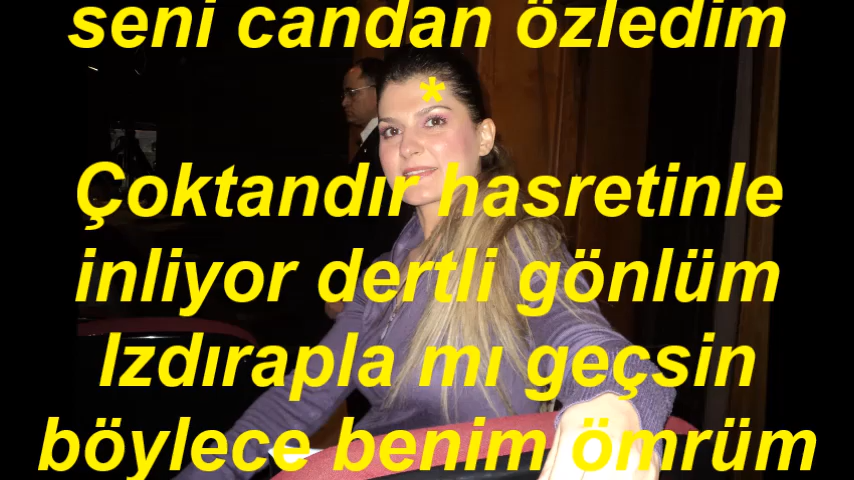 seni candan özledim
*
Çoktandır hasretinle
inliyor dertli gönlüm
Izdırapla mı geçsin
böylece benim ömrüm